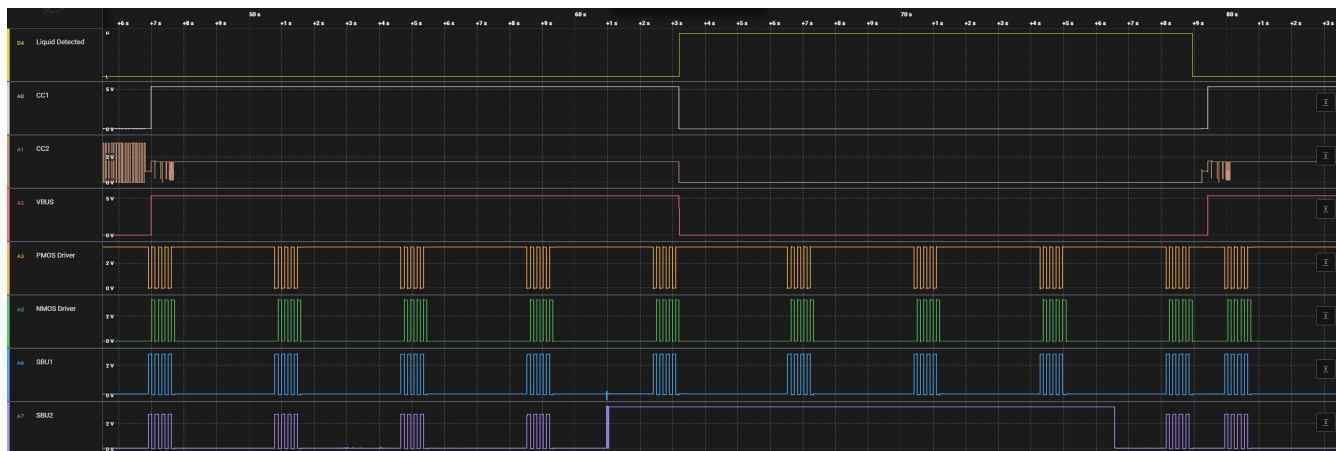 50 s 60 s 70 s 80 s
+6 s +7 s +8 s +9 s +1 s +2 s +3 s +4 s +5 s +6 s +7 s +8 s +9 s +1 s +2 s +3 s +4 s +5 s +6 s +7 s +8 s +9 s +1 s +2 s +3 s +4 s +5 s +6 s +7 s +8 s +9 s +1 s +2 s +3 s
D4 Liquid Detected H
L
A0 CC1 5 V
0 V
A1 CC2 2 V
0 V
A2 VBUS 5 V
0 V
A3 PMOS Driver 2 V
0 V
NMOS Driver 2 V
0 V
A6 SBU1 2 V
0 V
A7 SBU2 2 V
0 V